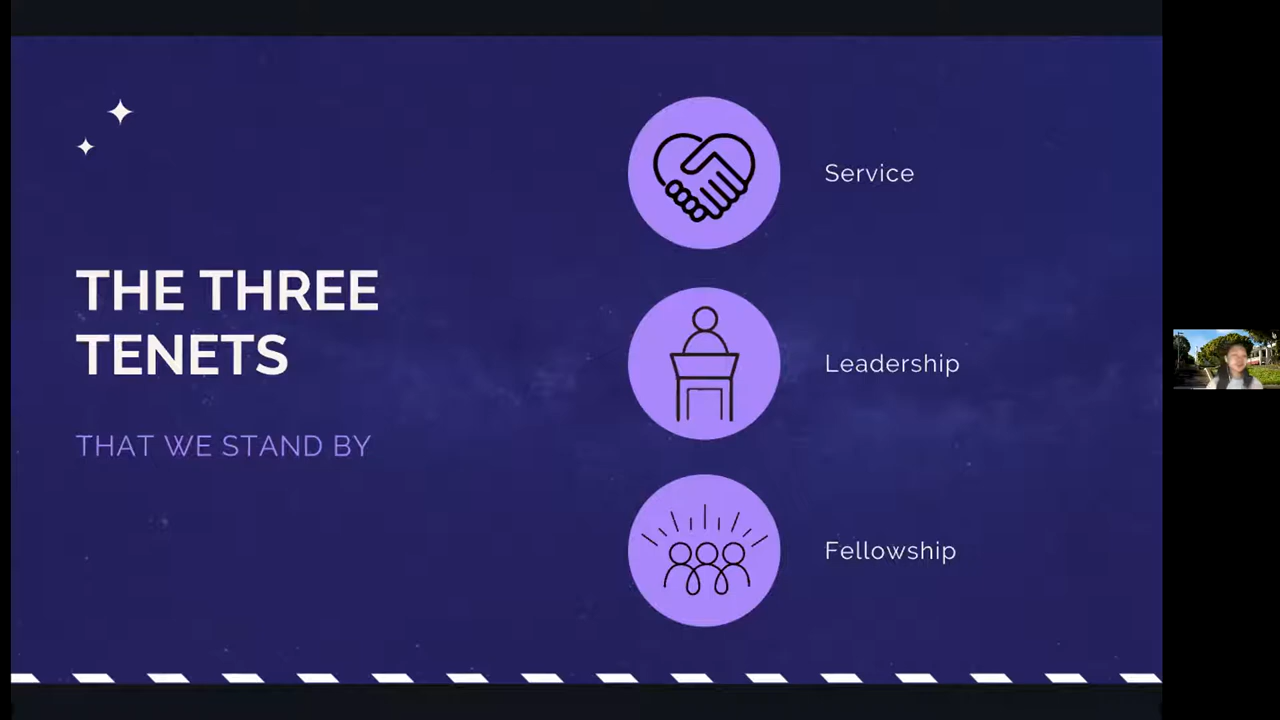 THE THREE
TENETS
THAT WE STAND BY
Service
Leadership
Fellowship